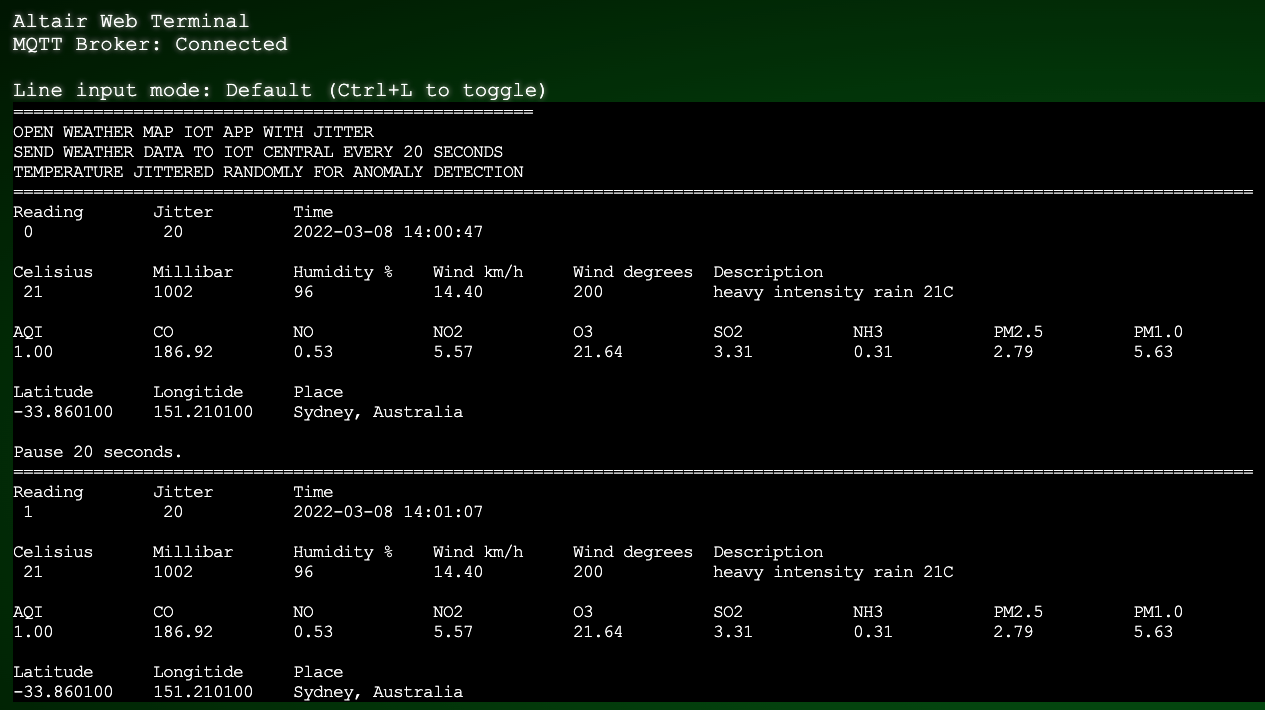 Altair Web Terminal
MQTT Broker: Connected
Line input mode: Default (Ctrl+L to toggle)
====================================================
OPEN WEATHER MAP IOT APP WITH JITTER
SEND WEATHER DATA TO IOT CENTRAL EVERY 20 SECONDS
TEMPERATURE JITTERED RANDOMLY FOR ANOMALY DETECTION
============================================================================================================================
Reading       Jitter        Time
 0             20           2022-03-08 14:00:47
Celisius      Millibar      Humidity %    Wind km/h     Wind degrees  Description
 21           1002          96            14.40         200           heavy intensity rain 21C
AQI           CO            NO            NO2           O3            SO2           NH3           PM2.5         PM1.0
1.00          186.92        0.53          5.57          21.64         3.31          0.31          2.79          5.63
Latitude      Longitide     Place
-33.860100    151.210100    Sydney, Australia
Pause 20 seconds.
============================================================================================================================
Reading       Jitter        Time
 1             20           2022-03-08 14:01:07
Celisius      Millibar      Humidity %    Wind km/h     Wind degrees  Description
 21           1002          96            14.40         200           heavy intensity rain 21C
AQI           CO            NO            NO2           O3            SO2           NH3           PM2.5         PM1.0
1.00          186.92        0.53          5.57          21.64         3.31          0.31          2.79          5.63
Latitude      Longitide     Place
-33.860100    151.210100    Sydney, Australia